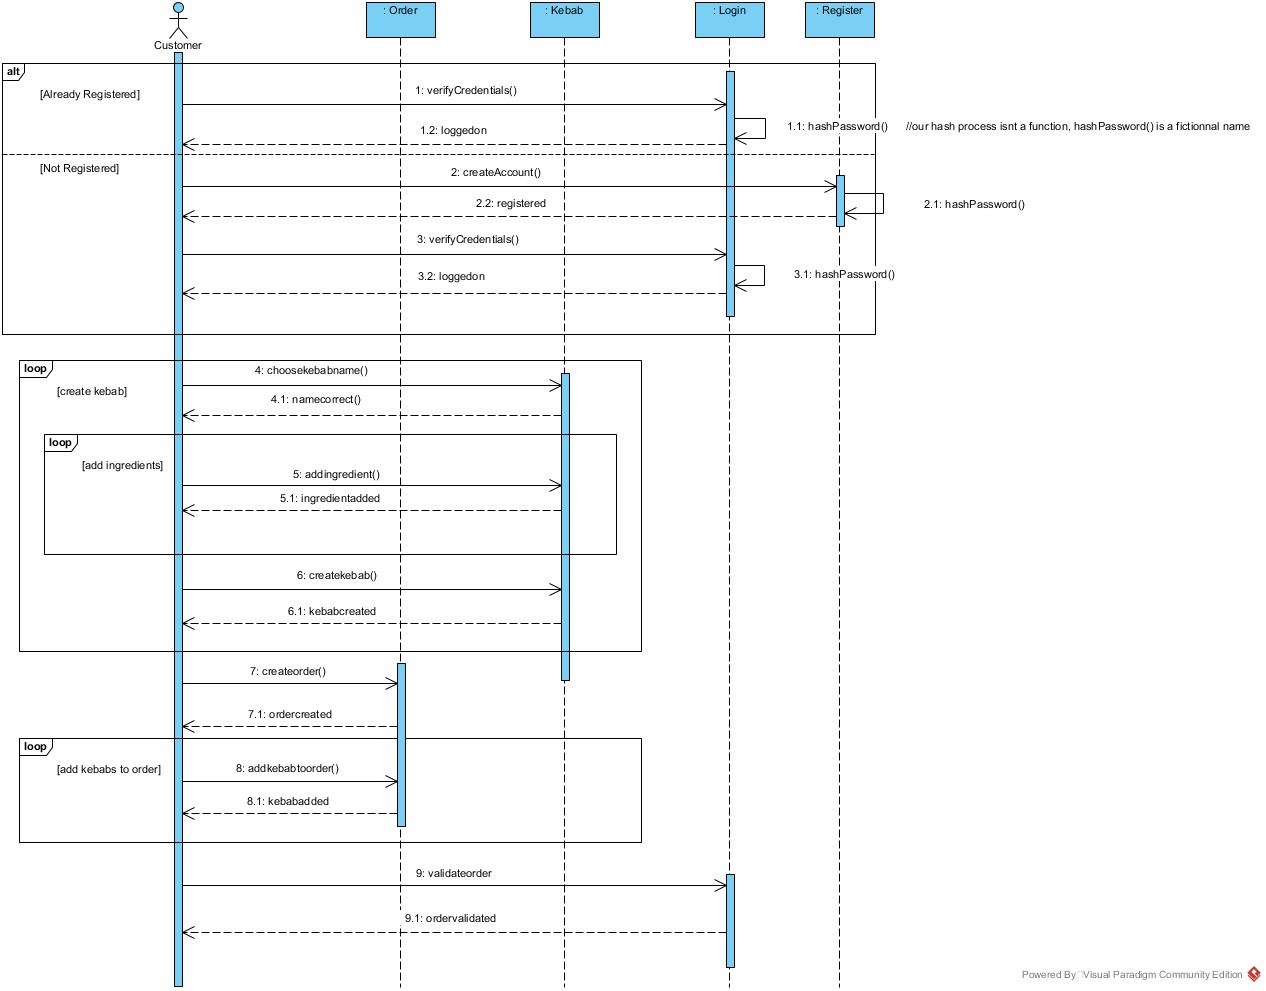 : Order
: Kebab
: Login
: Register
Customer
alt
[Already Registered]
1: verifyCredentials()
1.1: hashPassword()
//our hash process isnt a function, hashPassword() is a fictionnal name
1.2: loggedon
[Not Registered]
2: createAccount()
2.1: hashPassword()
2.2: registered
3: verifyCredentials()
3.1: hashPassword()
3.2: loggedon
loop
[create kebab]
4: choosekebabname()
4.1: namecorrect()
loop
[add ingredients]
5: addingredient()
5.1: ingredientadded
6: createkebab()
6.1: kebabcreated
7: createorder()
7.1: ordercreated
loop
[add kebabs to order]
8: addkebabtoorder()
8.1: kebabadded
9: validateorder
9.1: ordervalidated
Powered By Visual Paradigm Community Edition